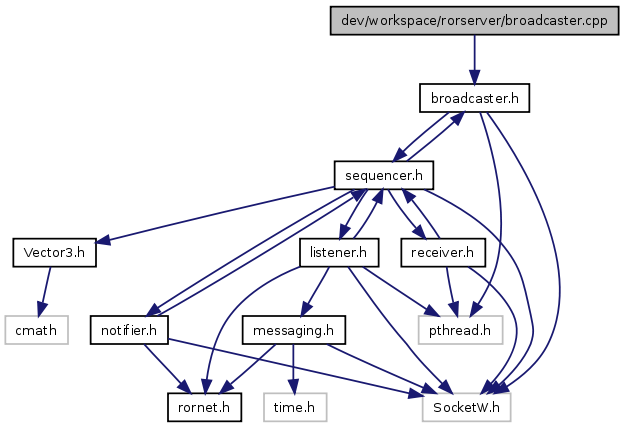 dev/workspace/rorserver/broadcaster.cpp
broadcaster.h
sequencer.h
Vector3.h
listener.h
receiver.h
cmath
notifier.h
messaging.h
pthread.h
rornet.h
time.h
SocketW.h